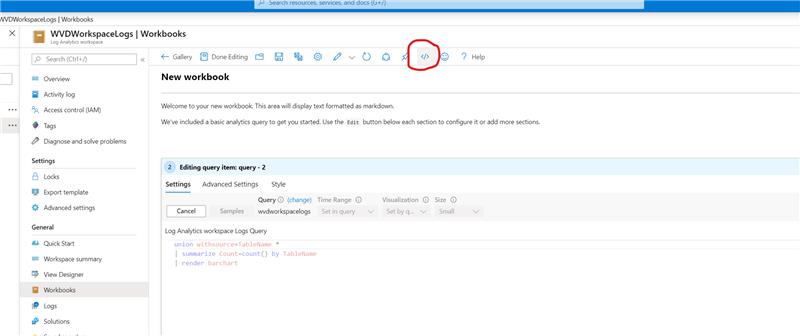 Search resources, services, and docs (G+/)
WVDWorkspaceLogs | Workbooks
WVDWorkspaceLogs | Workbooks
Log Analytics workspace
Search (Ctrl+/)
Gallery
Done Editing
Help
Overview
Activity log
Access control (IAM)
Tags
Diagnose and solve problems
Settings
Locks
Export template
Advanced settings
General
Quick Start
Workspace summary
View Designer
Workbooks
Logs
Solutions
New workbook
Welcome to your new workbook. This area will display text formatted as markdown.
We've included a basic analytics query to get you started. Use the Edit button below each section to configure it or add more sections.
2 Editing query item: query - 2
Settings Advanced Settings Style
Query (change) Time Range Visualization Size
Cancel Samples wvdworkspacelogs Set in query Set by q... Small
Log Analytics workspace Logs Query
union withsource=TableName *
| summarize Count=count() by TableName
| render barchart